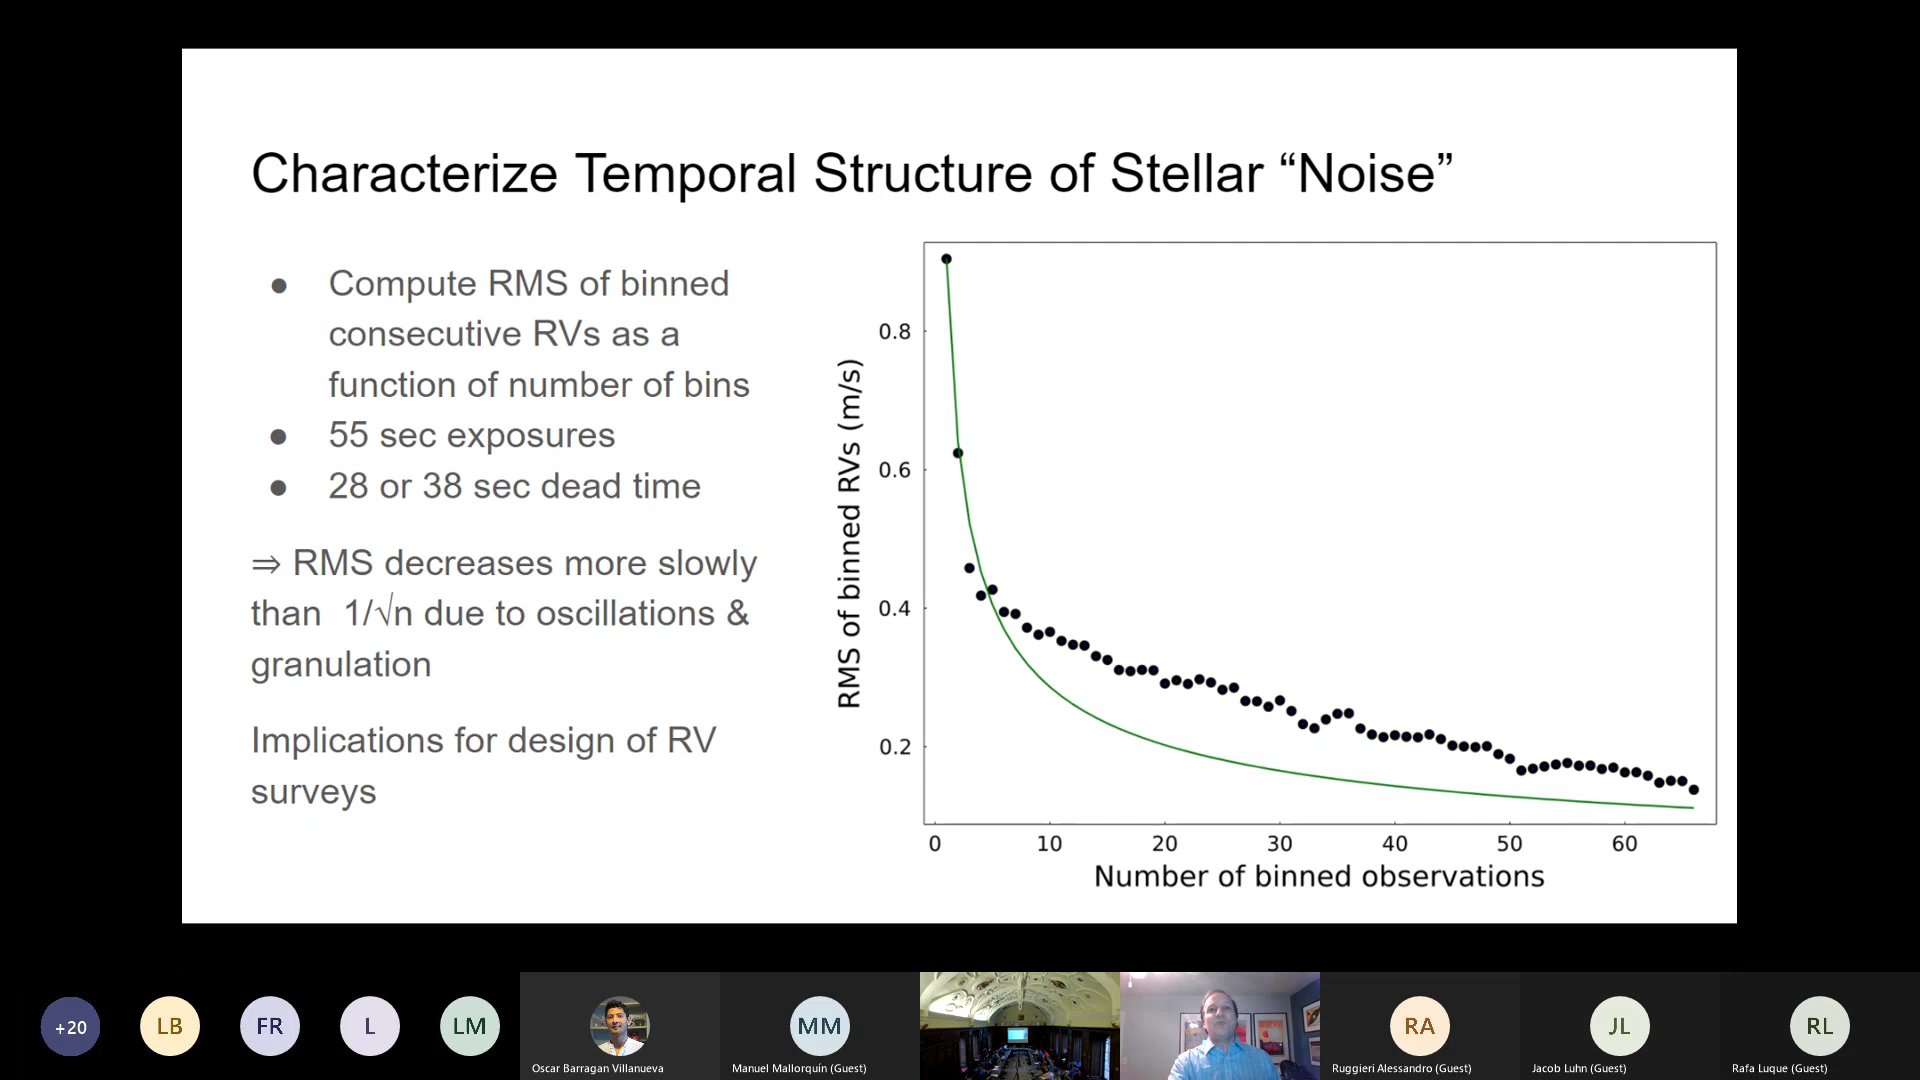 Characterize Temporal Structure of Stellar “Noise”
● Compute RMS of binned
consecutive RVs as a
function of number of bins
● 55 sec exposures
● 28 or 38 sec dead time
⇒ RMS decreases more slowly
than 1/√n due to oscillations &
granulation
Implications for design of RV
surveys
RMS of binned RVs (m/s)
0.8
0.6
0.4
0.2
0 10 20 30 40 50 60
Number of binned observations
+20 LB FR L LM MM RA JL RL
Oscar Barragan Villanueva Manuel Mallorquín (Guest) Ruggieri Alessandro (Guest) Jacob Luhn (Guest) Rafa Luque (Guest)